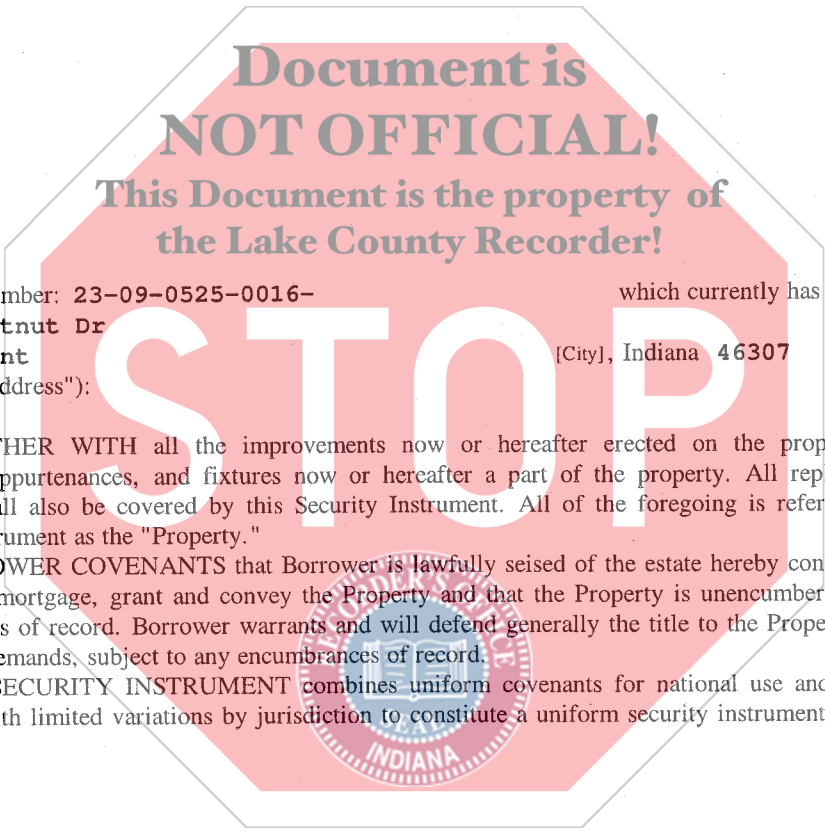 Document is
NOT OFFICIAL!
This Document is the property of
the Lake County Recorder!
mber: 23-09-0525-0016- which currently has
tnut Dr
nt [City], Indiana 46307
ddress"):
STOP
THER WITH all the improvements now or hereafter erected on the prop
ppurtenances, and fixtures now or hereafter a part of the property. All rep
ll also be covered by this Security Instrument. All of the foregoing is refer
rument as the "Property."
OWER COVENANTS that Borrower is lawfully seised of the estate hereby con
mortgage, grant and convey the Property and that the Property is unencumber
s of record. Borrower warrants and will defend generally the title to the Prope
emands, subject to any encumbrances of record.
SECURITY INSTRUMENT combines uniform covenants for national use and
th limited variations by jurisdiction to constitute a uniform security instrument
RECORDER'S OFFICE
SEAL
INDIANA